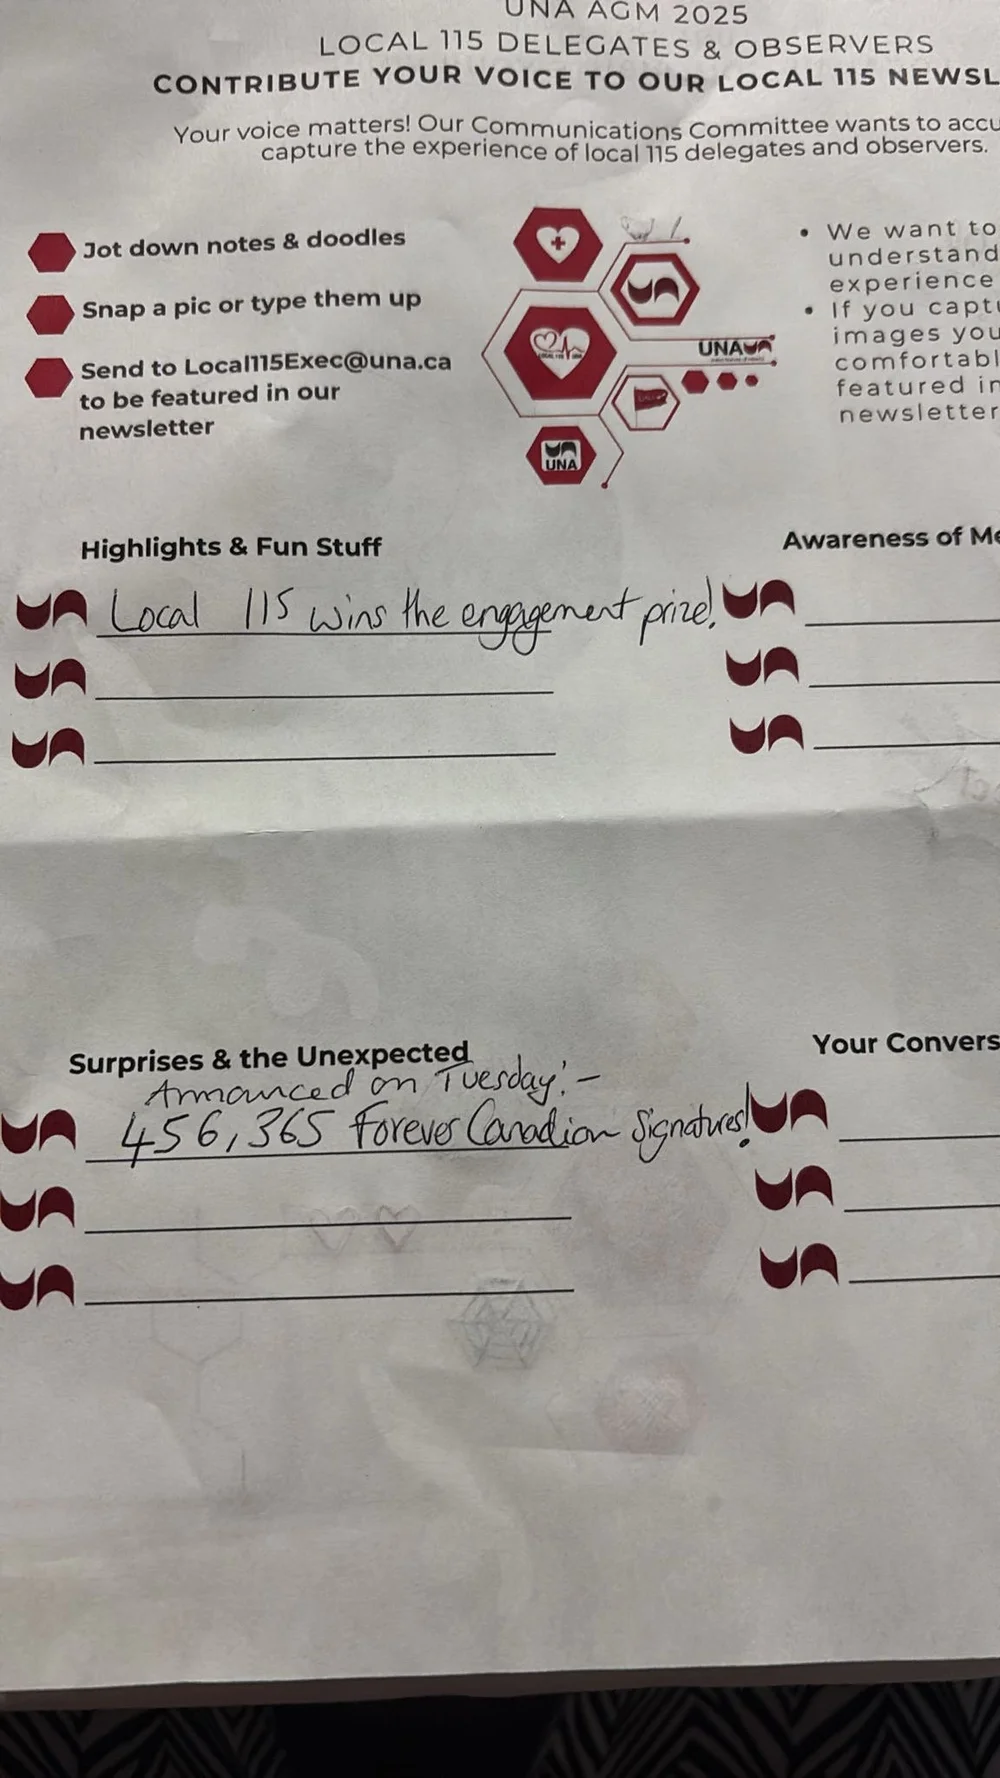 UNA AGM 2025
LOCAL 115 DELEGATES & OBSERVERS
CONTRIBUTE YOUR VOICE TO OUR LOCAL 115 NEWSL
Your voice matters! Our Communications Committee wants to accu
capture the experience of local 115 delegates and observers.
Jot down notes & doodles
Snap a pic or type them up
Send to Local115Exec@una.ca
to be featured in our
newsletter
UNA
UNA
We want to
understand
experience
If you captu
images you
comfortabl
featured in
newsletter
Highlights & Fun Stuff
Local 115 wins the engagement prize!
Awareness of Me
Surprises & the Unexpected
Announced on Tuesday:-
456,365 Forever Canadian Signatures!
Your Convers